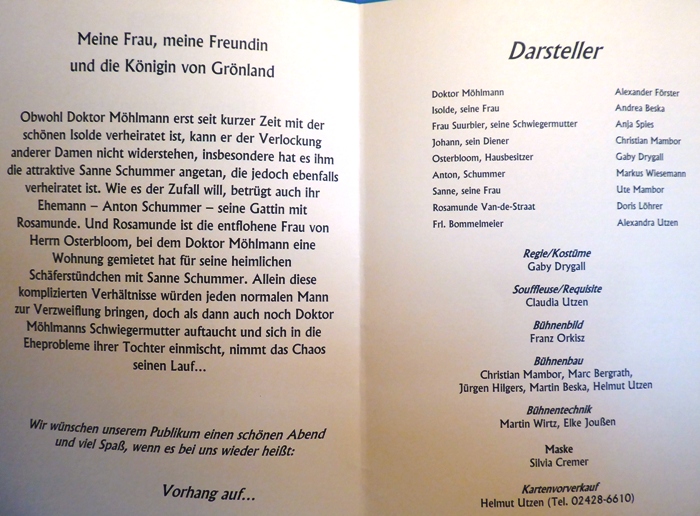 Meine Frau, meine Freundin
und die Königin von Grönland
Obwohl Doktor Möhlmann erst seit kurzer Zeit mit der
schönen Isolde verheiratet ist, kann er der Verlockung
anderer Damen nicht widerstehen, insbesondere hat es ihm
die attraktive Sanne Schummer angetan, die jedoch ebenfalls
verheiratet ist. Wie es der Zufall will, betrügt auch ihr
Ehemann – Anton Schummer – seine Gattin mit
Rosamunde. Und Rosamunde ist die entflohene Frau von
Herrn Osterbloom, bei dem Doktor Möhlmann eine
Wohnung gemietet hat für seine heimlichen
Schäferstündchen mit Sanne Schummer. Allein diese
komplizierten Verhältnisse würden jeden normalen Mann
zur Verzweiflung bringen, doch als dann auch noch Doktor
Möhlmanns Schwiegermutter auftaucht und sich in die
Eheprobleme ihrer Tochter einmischt, nimmt das Chaos
seinen Lauf...
Wir wünschen unserem Publikum einen schönen Abend
und viel Spaß, wenn es bei uns wieder heißt:
Vorhang auf...
Darsteller
Doktor Möhlmann Alexander Förster
Isolde, seine Frau Andrea Beska
Frau Suurbier, seine Schwiegermutter Anja Spies
Johann, sein Diener Christian Mambor
Osterbloom, Hausbesitzer Gaby Drygall
Anton, Schummer Markus Wiesemann
Sanne, seine Frau Ute Mambor
Rosamunde Van-de-Straat Doris Löhrer
Frl. Bommelmeier Alexandra Utzen
Regie/Kostüme
Gaby Drygall
Souffleuse/Requisite
Claudia Utzen
Bühnenbild
Franz Orkisz
Bühnenbau
Christian Mambor, Marc Bergrath,
Jürgen Hilgers, Martin Beska, Helmut Utzen
Bühnentechnik
Martin Wirtz, Elke Joußen
Maske
Silvia Cremer
Kartenvorverkauf
Helmut Utzen (Tel. 02428-6610)